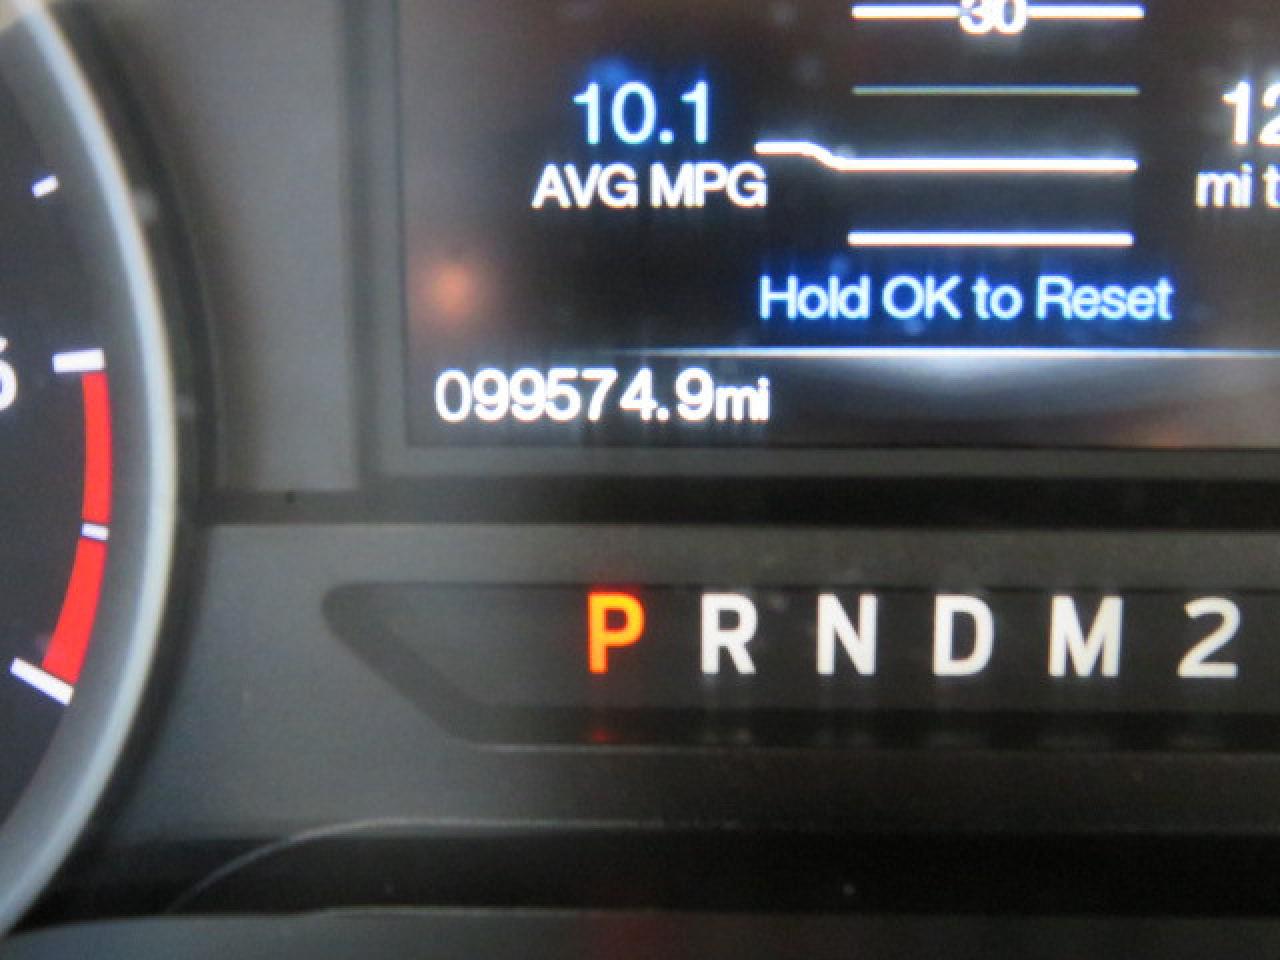 30
10.1
AVG MPG
12
mi t
Hold OK to Reset
099574.9mi
P R N D M 2